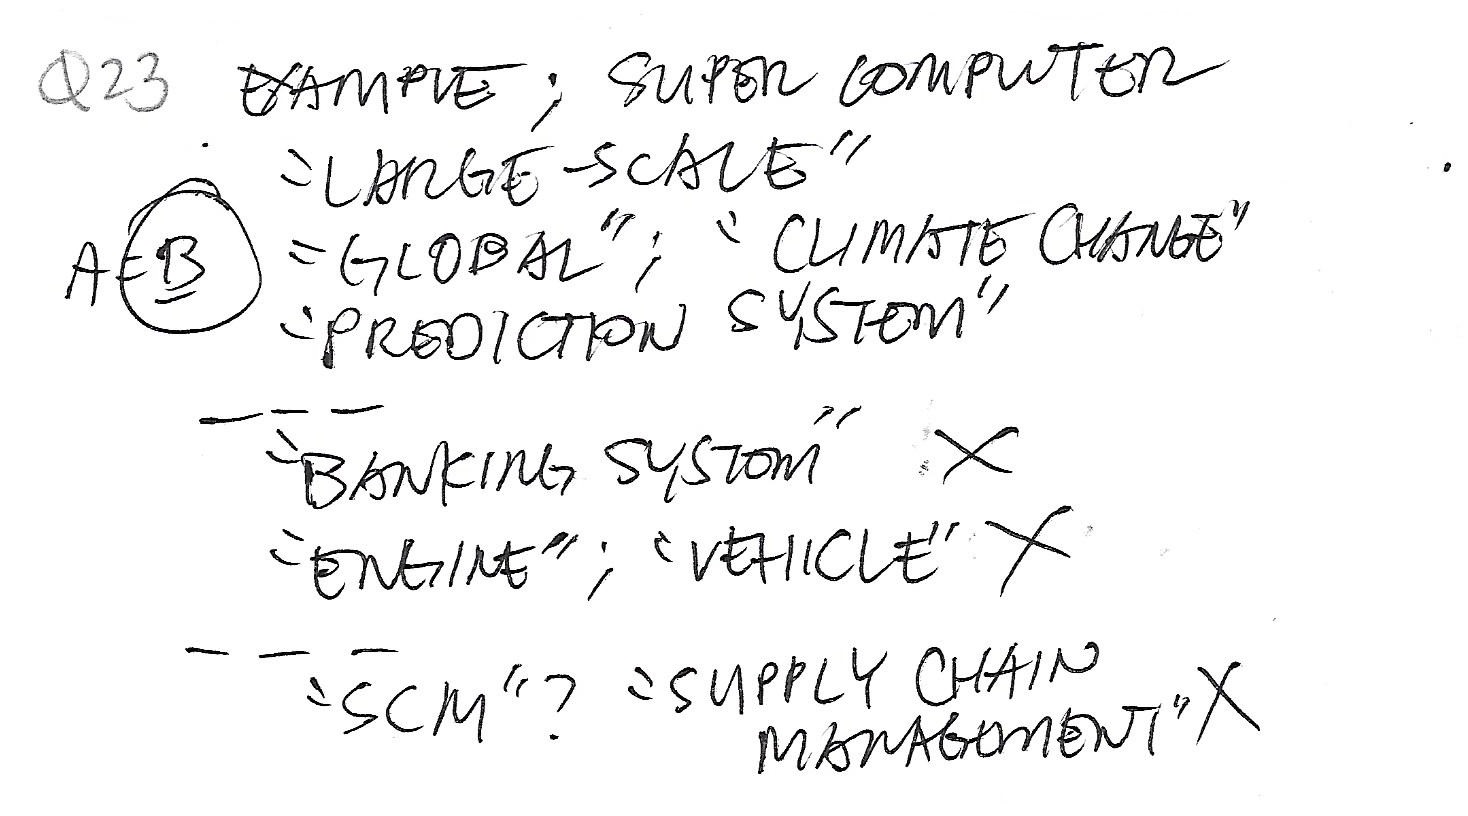 Q23 EXAMPLE; SUPER COMPUTER
"LARGE-SCALE"
A = B "GLOBAL"; "CLIMATE CHANGE"
"PREDICTION SYSTEM"
"BANKING SYSTEM" X
"ENGINE"; "VEHICLE" X
"SCM"? "SUPPLY CHAIN
MANAGEMENT" X